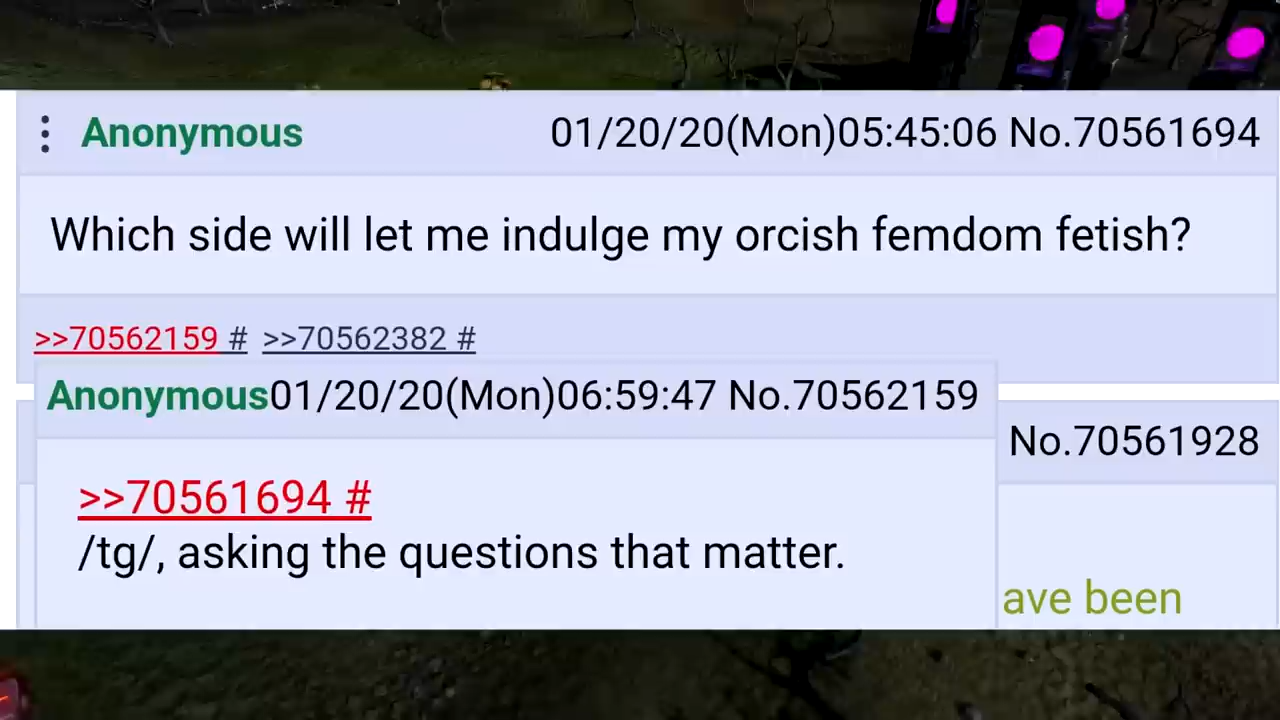 Anonymous 01/20/20(Mon)05:45:06 No.70561694
Which side will let me indulge my orcish femdom fetish?
>>70562159 # >>70562382 #
Anonymous01/20/20(Mon)06:59:47 No.70562159
No.70561928
>>70561694 #
/tg/, asking the questions that matter.
ave been